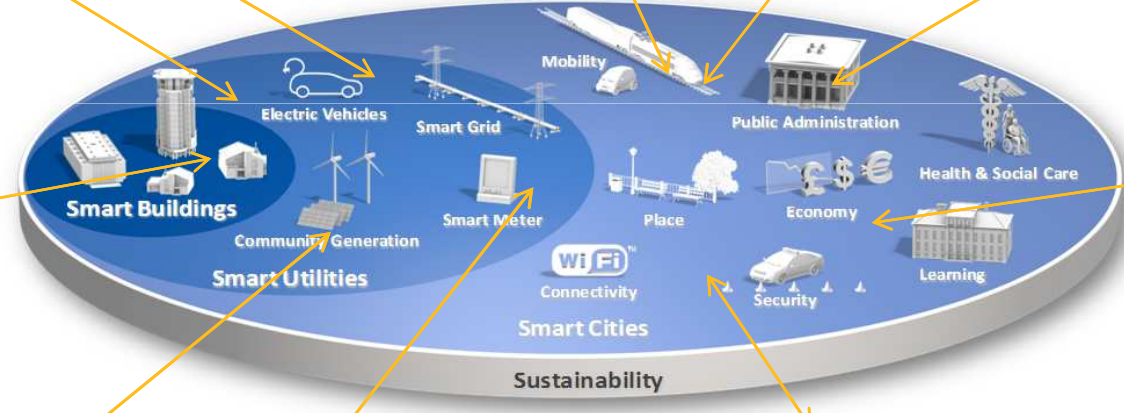 Mobility
Electric Vehicles
Smart Grid
Public Administration
Health & Social Care
Smart Buildings
Smart Meter
Place
Economy
Community Generation
Smart Utilities
WiFi™
Connectivity
Learning
Security
Smart Cities
Sustainability
£$€